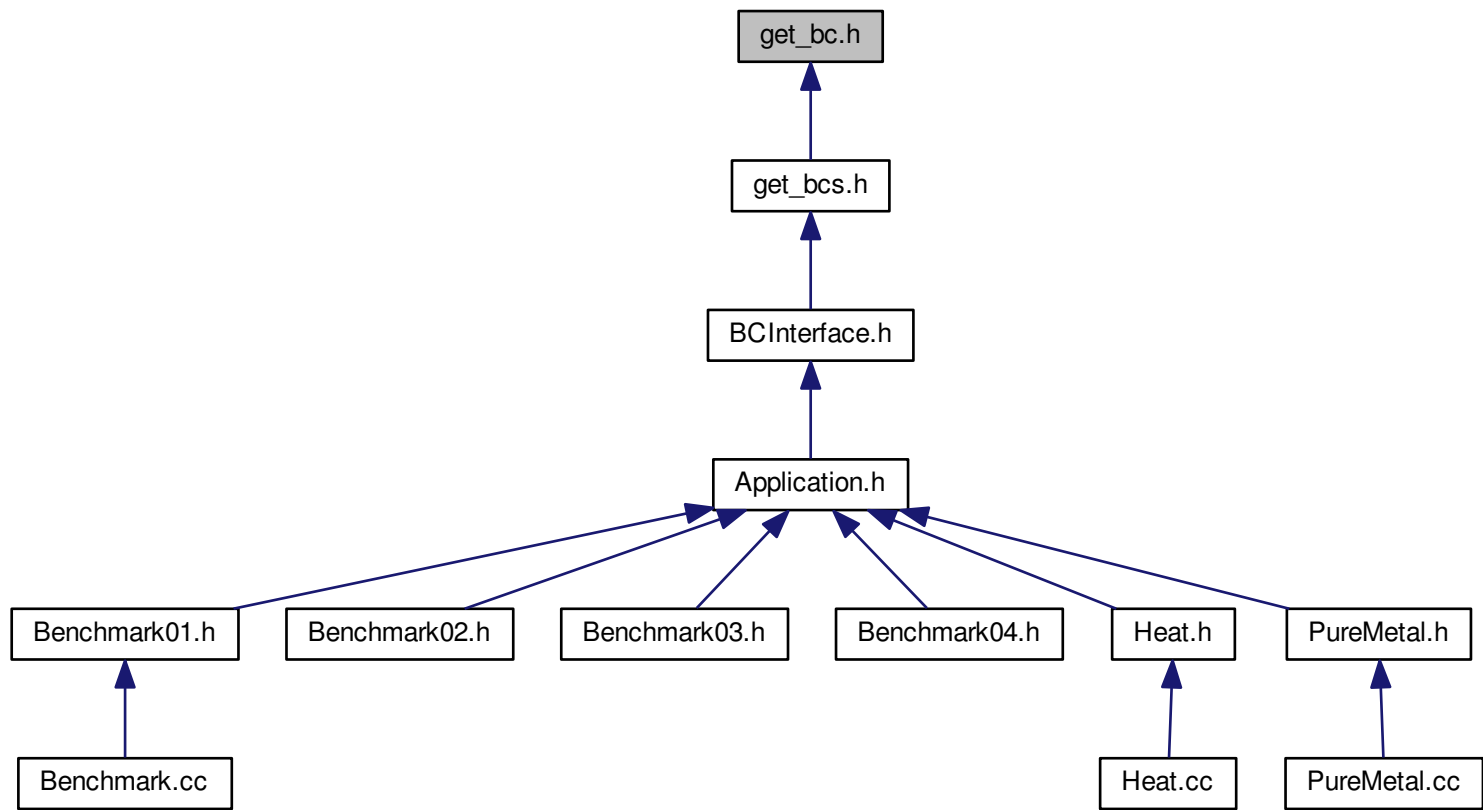 get_bc.h
get_bcs.h
BCInterface.h
Application.h
Benchmark01.h
Benchmark02.h
Benchmark03.h
Benchmark04.h
Heat.h
PureMetal.h
Benchmark.cc
Heat.cc
PureMetal.cc